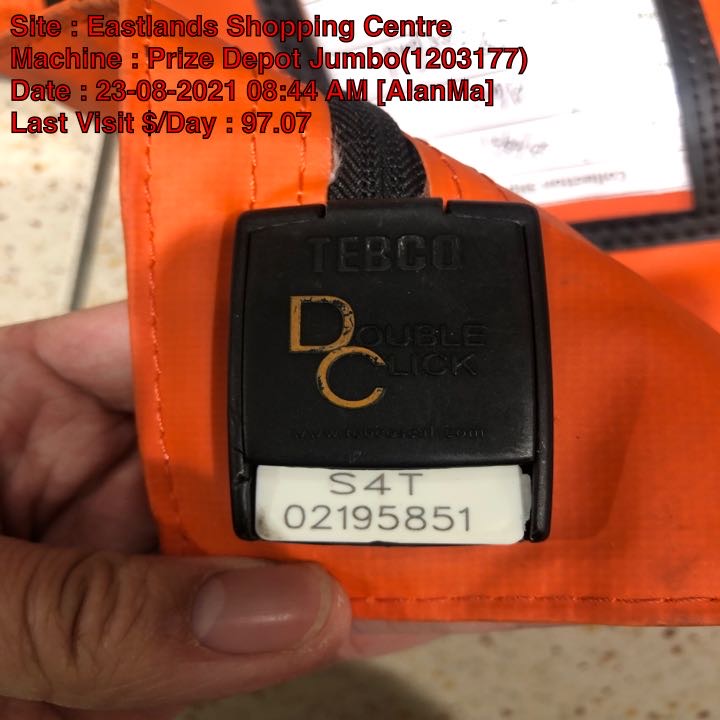 Site : Eastlands Shopping Centre
Machine : Prize Depot Jumbo(1203177)
Date : 23-08-2021 08:44 AM [AlanMa]
Last Visit $/Day : 97.07
TEBCO
DOUBLE
CLICK
S4T
02195851